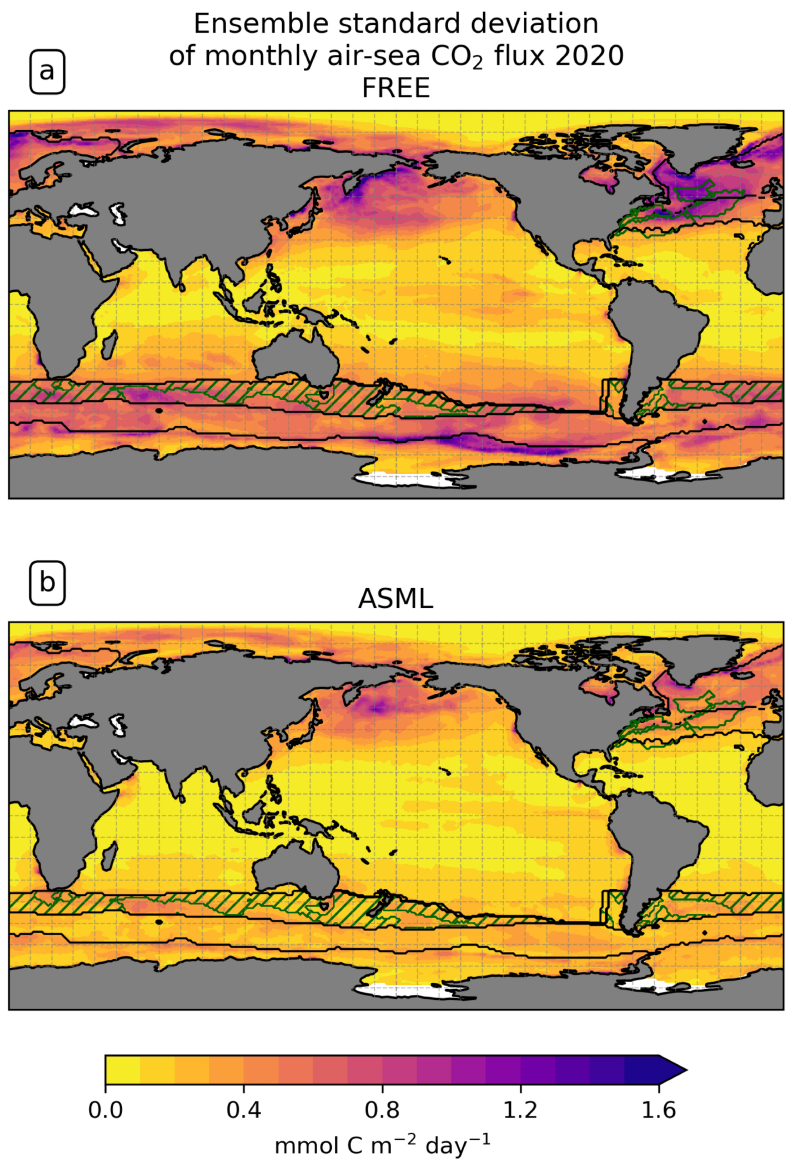 Ensemble standard deviation
of monthly air-sea CO₂ flux 2020
a
FREE
b
ASML
0.0 0.4 0.8 1.2 1.6
mmol C m⁻² day⁻¹